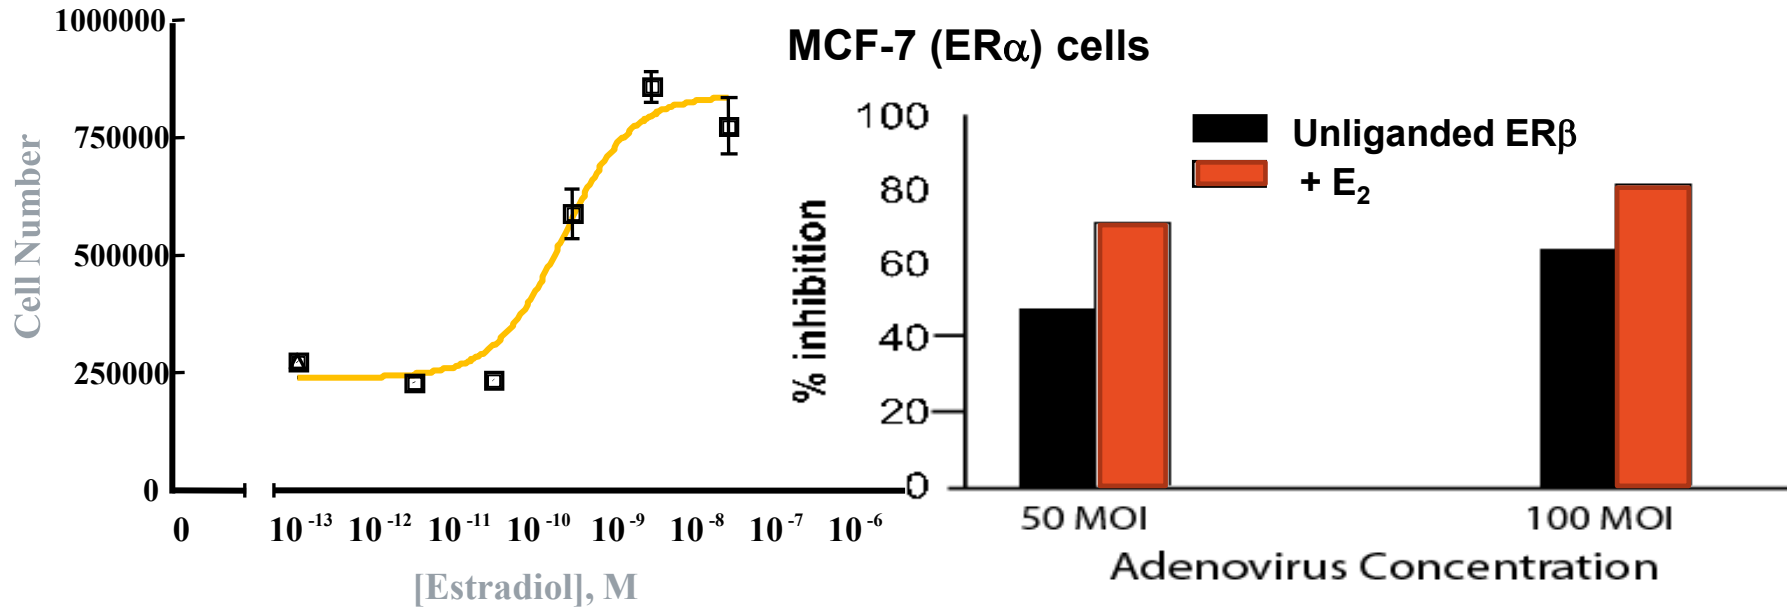 MCF-7 (ERα) cells
1000000
750000
500000
250000
0
Cell Number
0 10⁻¹³ 10⁻¹² 10⁻¹¹ 10⁻¹⁰ 10⁻⁹ 10⁻⁸ 10⁻⁷ 10⁻⁶
[Estradiol], M
100
80
60
40
20
0
% inhibition
Unliganded ERβ
+ E₂
50 MOI 100 MOI
Adenovirus Concentration